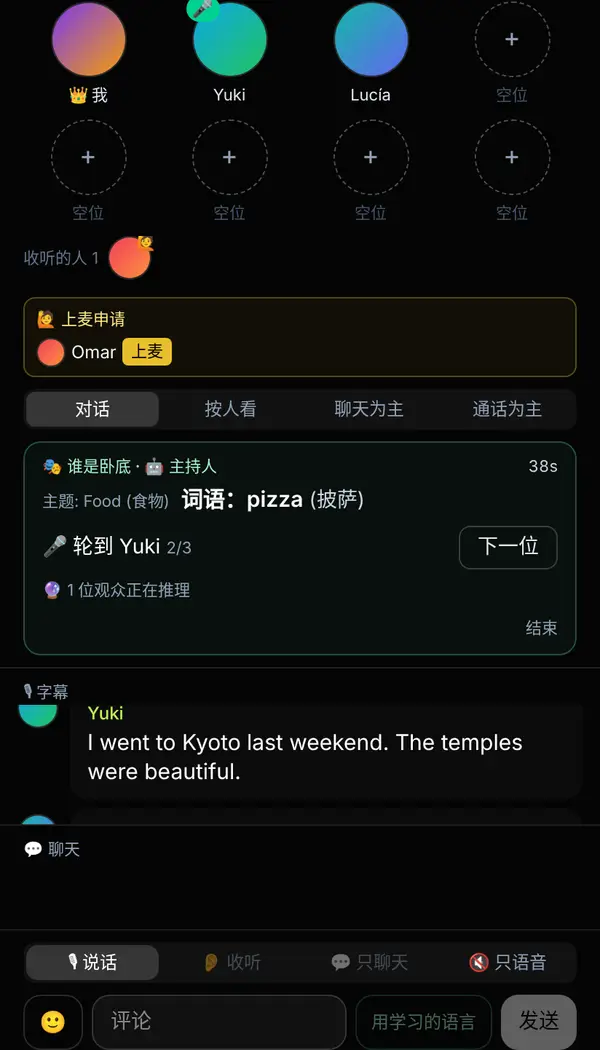 👑 我
Yuki
Lucía
空位
空位
空位
空位
空位
收听的人 1
🙋 上麦申请
Omar 上麦
对话 按人看 聊天为主 通话为主
🎭 谁是卧底 · 🤖 主持人 38s
主题: Food (食物) 词语：pizza (披萨)
🎤 轮到 Yuki 2/3 下一位
🔮 1 位观众正在推理
结束
🎙 字幕
Yuki
I went to Kyoto last weekend. The temples
were beautiful.
💬 聊天
🎙 说话 👂 收听 💬 只聊天 🔇 只语音
🙂 评论 用学习的语言 发送